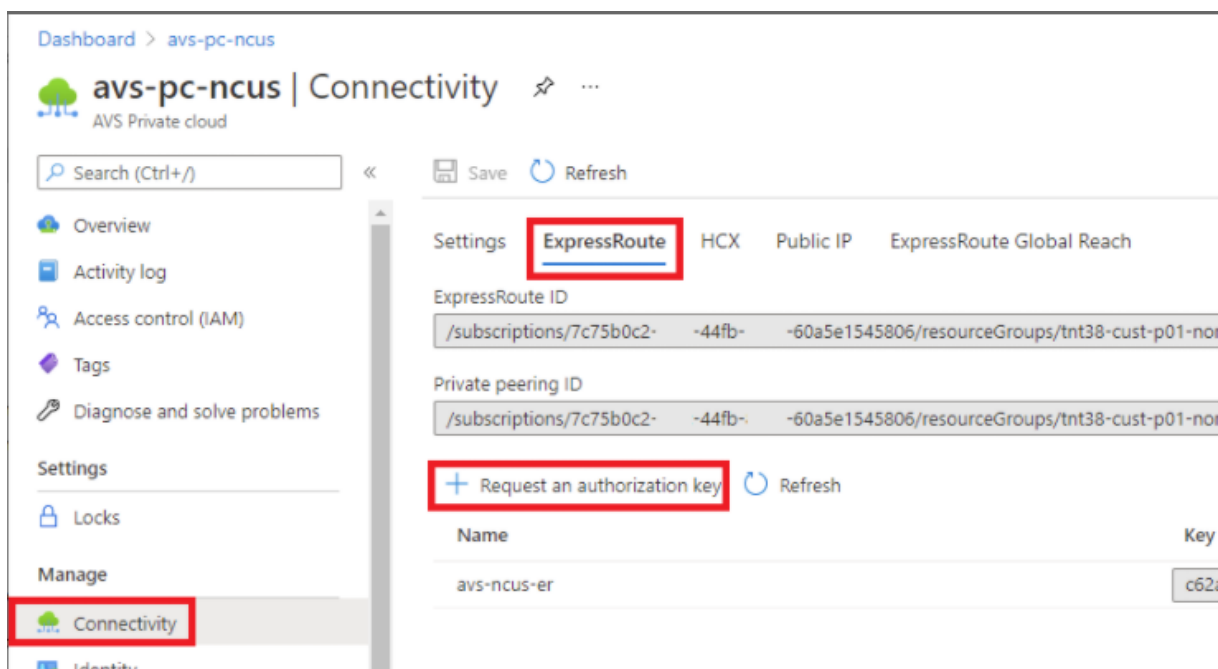 Dashboard > avs-pc-ncus
avs-pc-ncus | Connectivity ...
AVS Private cloud
Search (Ctrl+/)
«
Save
Refresh
Overview
Activity log
Access control (IAM)
Tags
Diagnose and solve problems
Settings
Locks
Manage
Connectivity
Identity
Settings ExpressRoute HCX Public IP ExpressRoute Global Reach
ExpressRoute ID
/subscriptions/7c75b0c2- -44fb- -60a5e1545806/resourceGroups/tnt38-cust-p01-nor
Private peering ID
/subscriptions/7c75b0c2- -44fb- -60a5e1545806/resourceGroups/tnt38-cust-p01-nor
+ Request an authorization key Refresh
Name Key
avs-ncus-er c62a